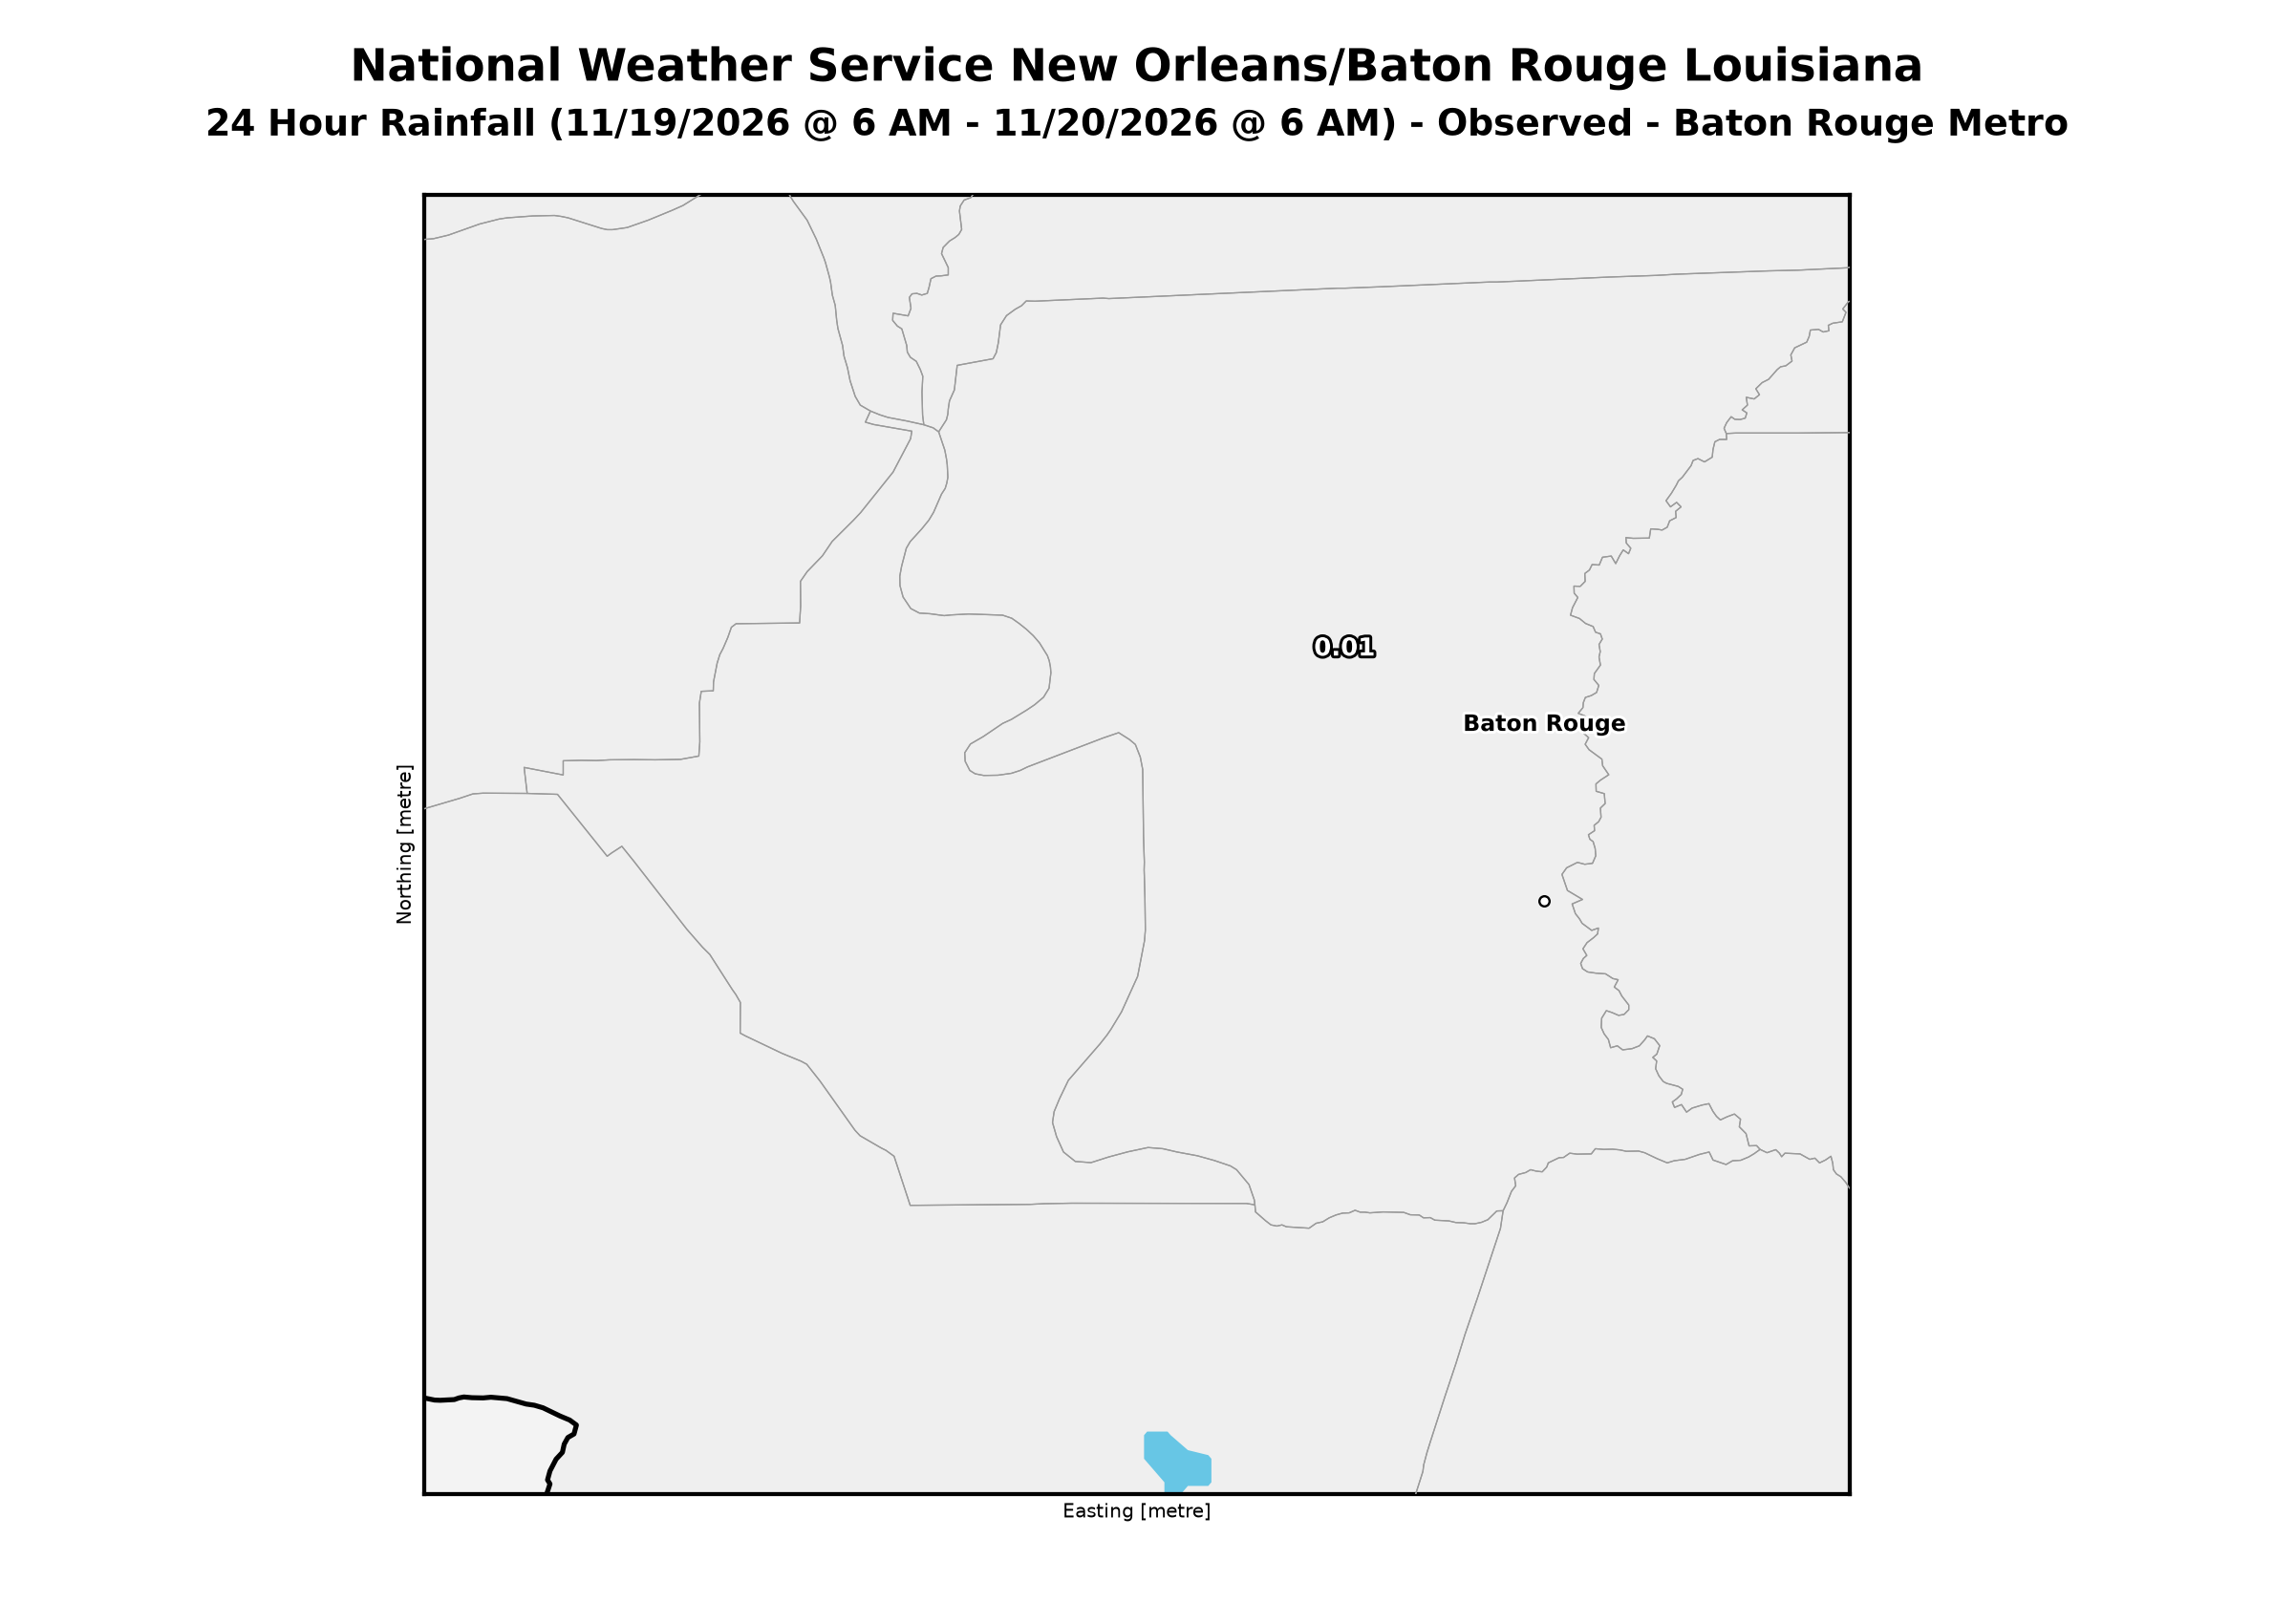 National Weather Service New Orleans/Baton Rouge Louisiana
24 Hour Rainfall (11/19/2026 @ 6 AM - 11/20/2026 @ 6 AM) - Observed - Baton Rouge Metro
0.01
Baton Rouge
Northing [metre]
Easting [metre]